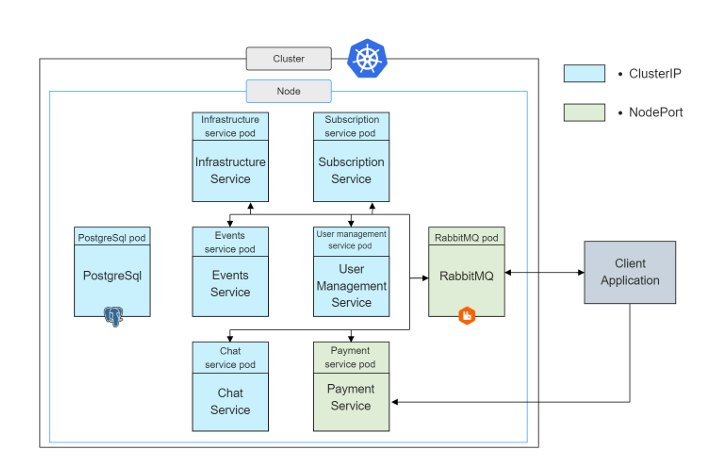 Cluster
Node
• ClusterIP
• NodePort
Infrastructure
service pod
Infrastructure
Service
Subscription
service pod
Subscription
Service
PostgreSql pod
PostgreSql
Events
service pod
Events
Service
User management
service pod
User
Management
Service
RabbitMQ pod
RabbitMQ
Client
Application
Chat
service pod
Chat
Service
Payment
service pod
Payment
Service